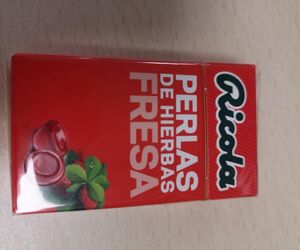 Ricola
PERLAS
DE HIERBAS
FRESA